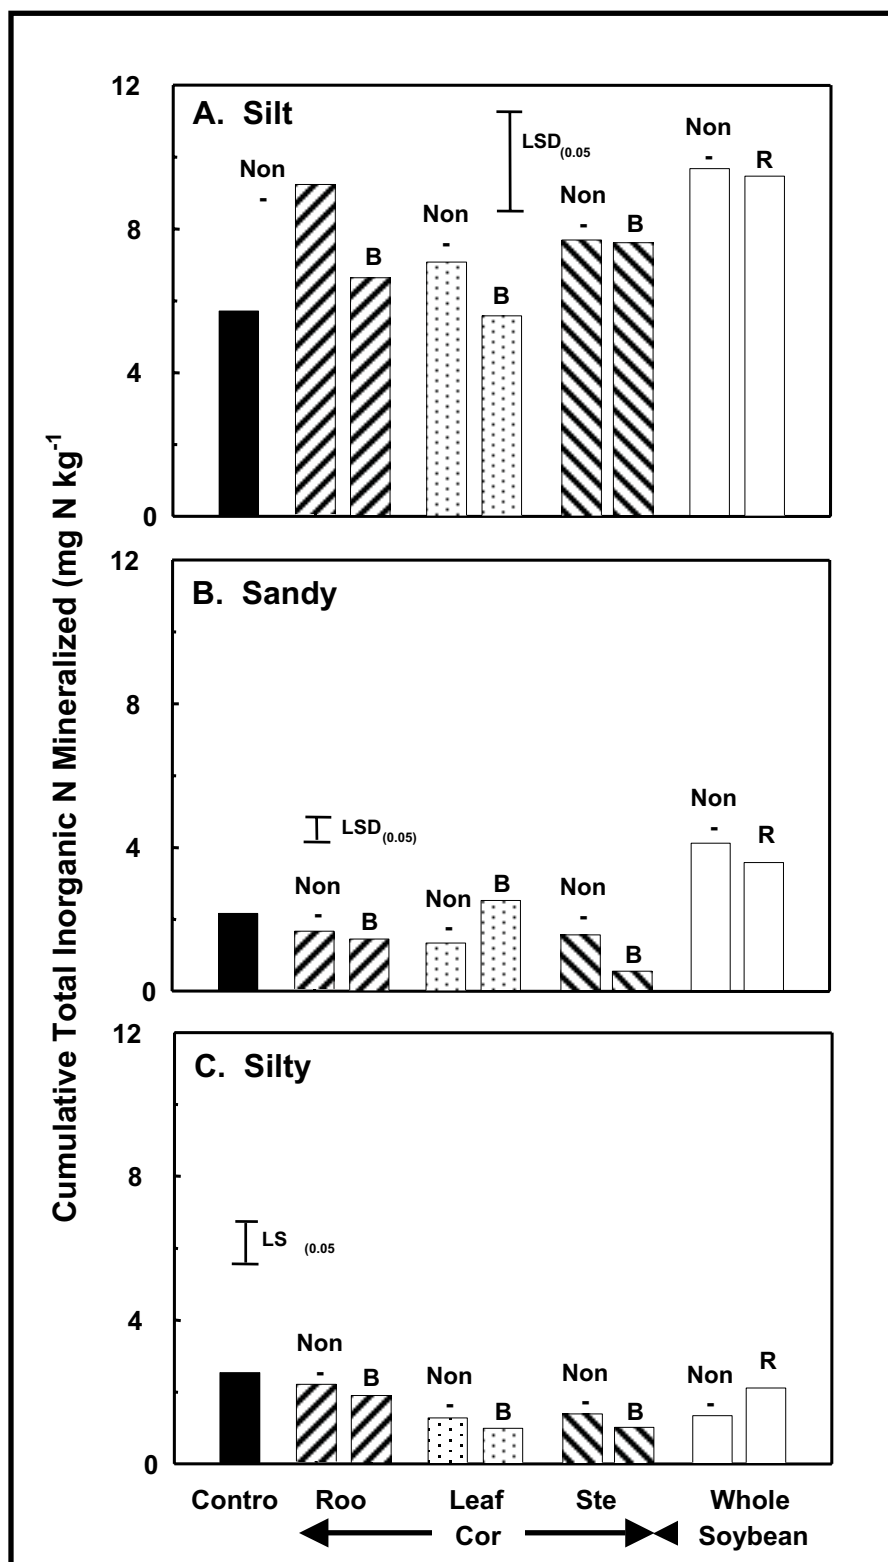 Cumulative Total Inorganic N Mineralized (mg N kg-1
12
A. Silt
LSD(0.05
Non
-
Non
-
R
Non
-
Non
-
B
8
B
B
4
0
12
B. Sandy
8
LSD(0.05)
Non
-
R
4
Non
-
B
Non
-
B
Non
-
B
0
12
C. Silty
8
LS (0.05
4
Non
-
B
Non
-
B
Non
-
B
Non
-
R
0
Contro Roo Leaf Ste Whole
Cor Soybean